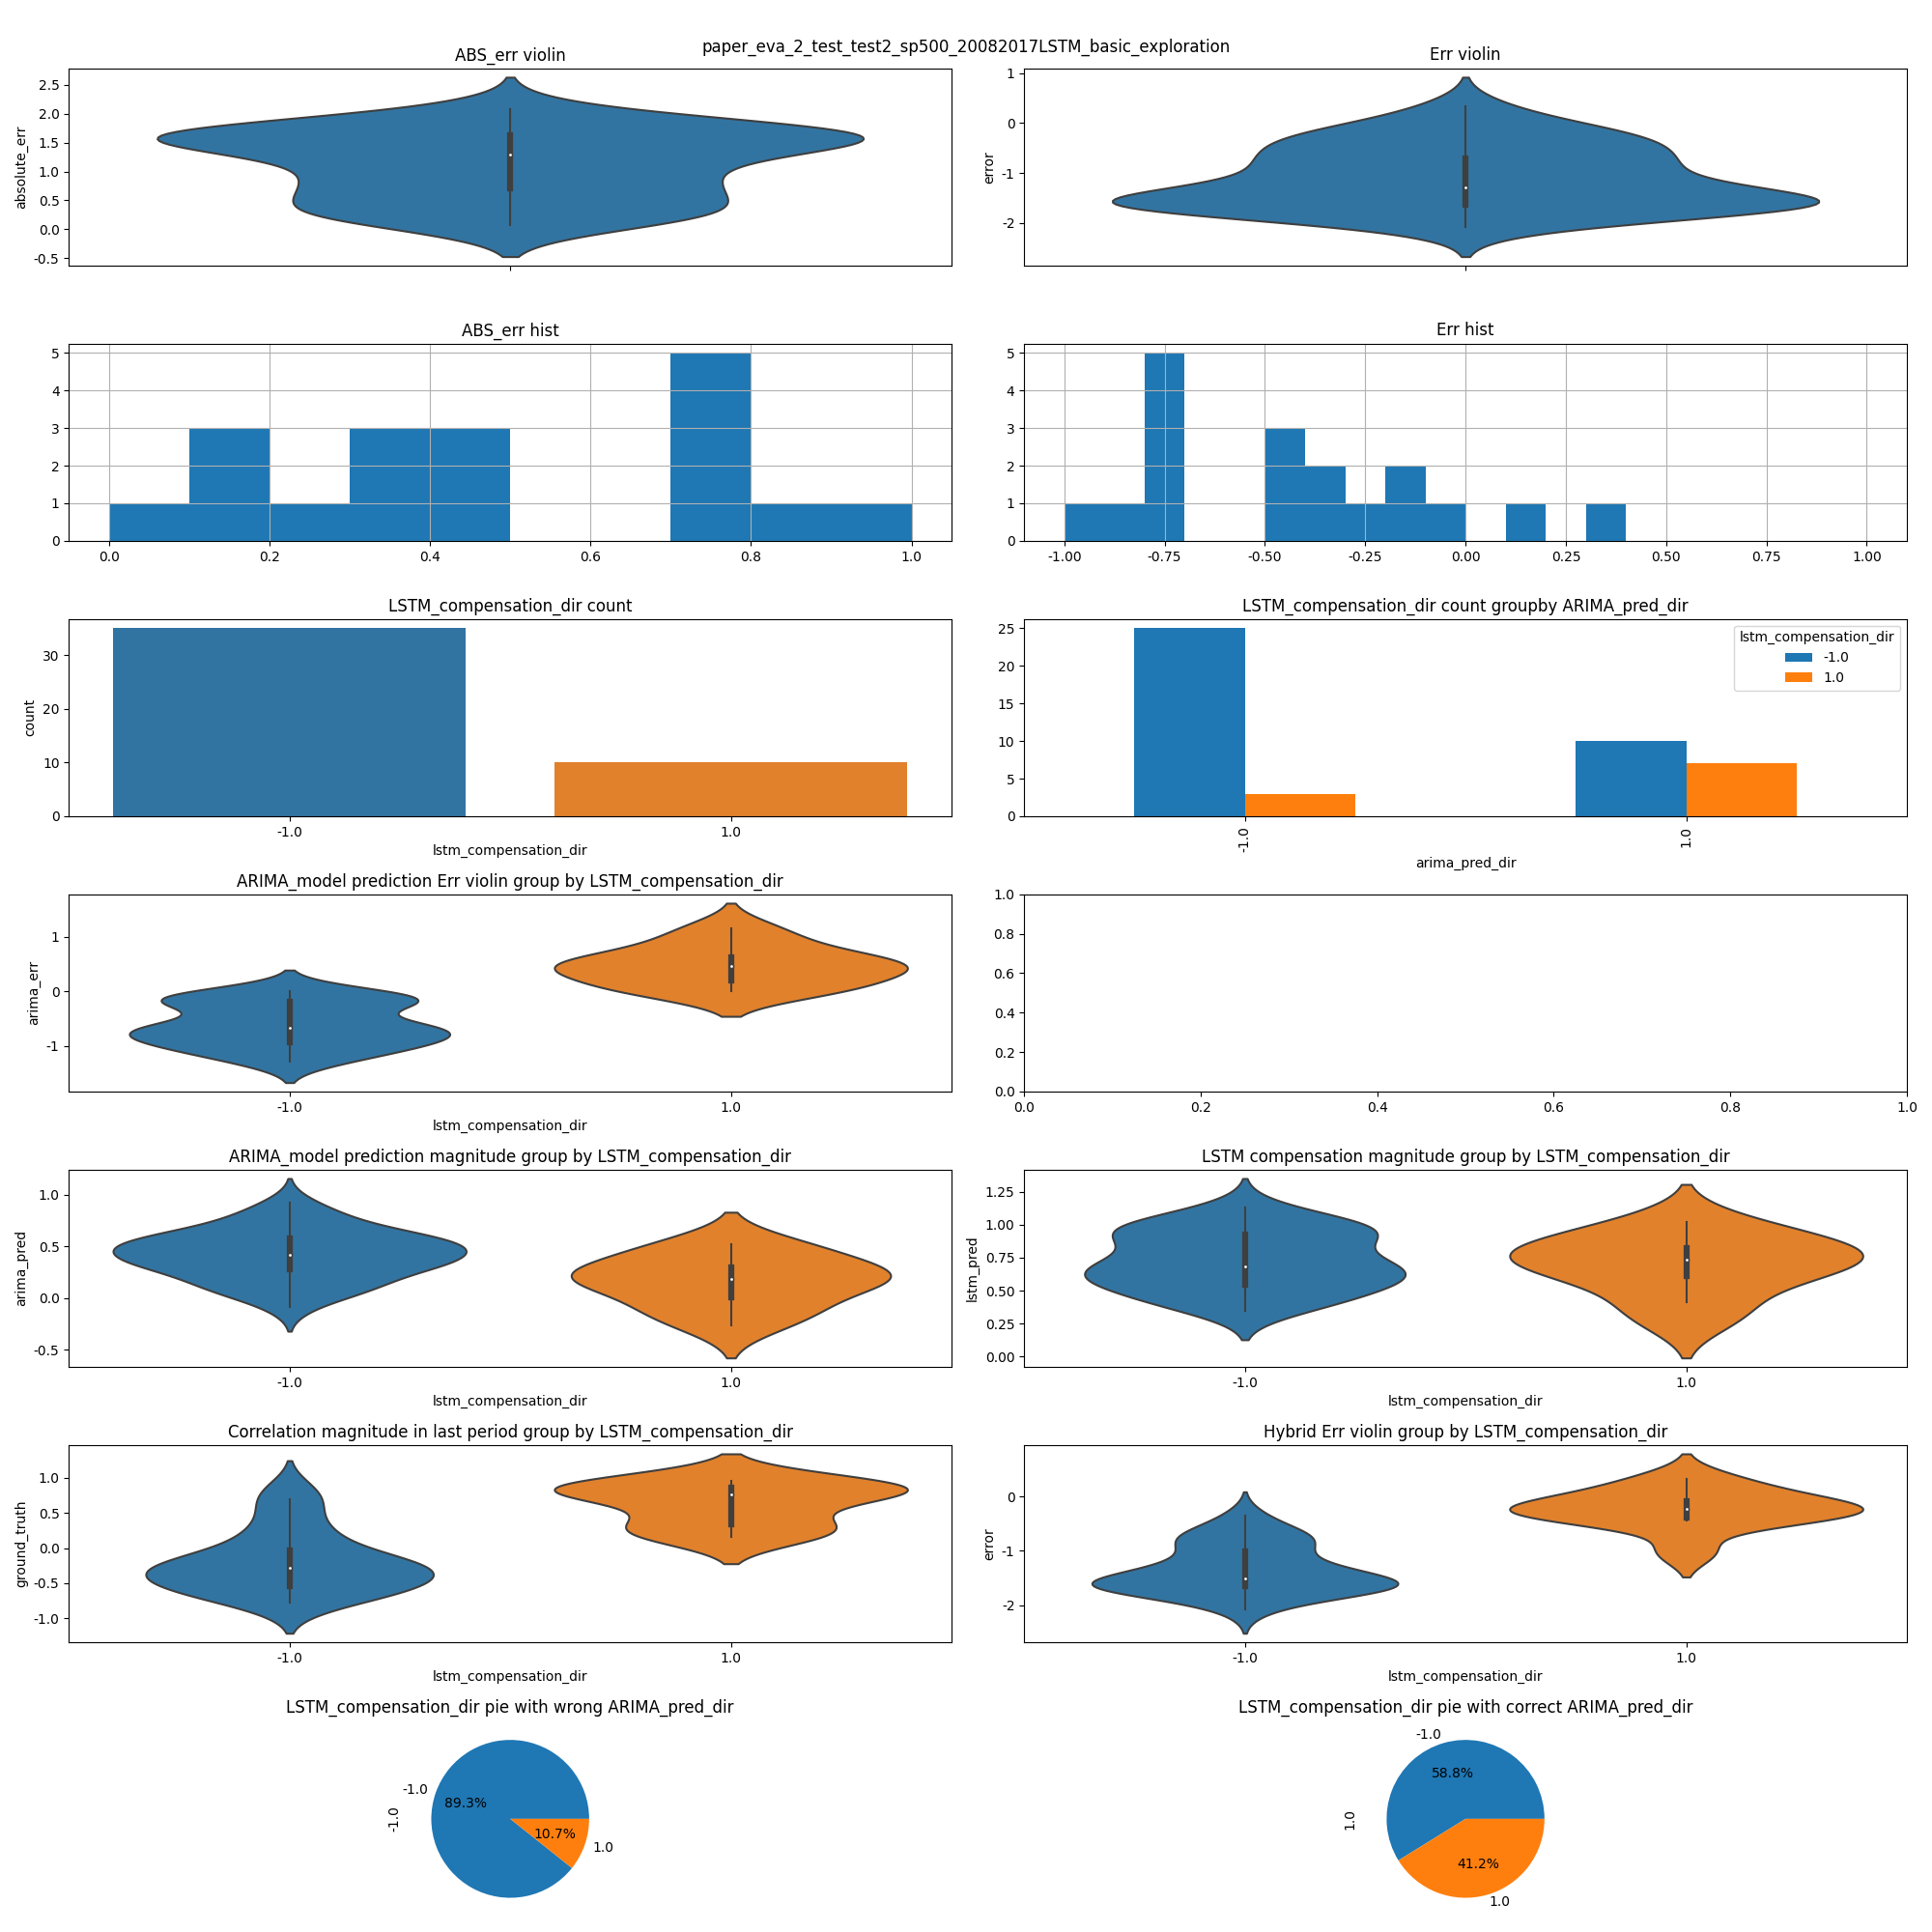 paper_eva_2_test_test2_sp500_20082017LSTM_basic_exploration
ABS_err violin
absolute_err
2.5
2.0
1.5
1.0
0.5
0.0
-0.5
Err violin
error
1
0
-1
-2
ABS_err hist
5
4
3
2
1
0
0.0 0.2 0.4 0.6 0.8 1.0
Err hist
5
4
3
2
1
0
-1.00 -0.75 -0.50 -0.25 0.00 0.25 0.50 0.75 1.00
LSTM_compensation_dir count
count
30
20
10
0
-1.0 1.0
lstm_compensation_dir
LSTM_compensation_dir count groupby ARIMA_pred_dir
25
20
15
10
5
0
lstm_compensation_dir
-1.0
1.0
-1.0 1.0
arima_pred_dir
ARIMA_model prediction Err violin group by LSTM_compensation_dir
arima_err
1
0
-1
-1.0 1.0
lstm_compensation_dir
1.0
0.8
0.6
0.4
0.2
0.0
0.0 0.2 0.4 0.6 0.8 1.0
ARIMA_model prediction magnitude group by LSTM_compensation_dir
arima_pred
1.0
0.5
0.0
-0.5
-1.0 1.0
lstm_compensation_dir
LSTM compensation magnitude group by LSTM_compensation_dir
lstm_pred
1.25
1.00
0.75
0.50
0.25
0.00
-1.0 1.0
lstm_compensation_dir
Correlation magnitude in last period group by LSTM_compensation_dir
ground_truth
1.0
0.5
0.0
-0.5
-1.0
-1.0 1.0
lstm_compensation_dir
Hybrid Err violin group by LSTM_compensation_dir
error
0
-1
-2
-1.0 1.0
lstm_compensation_dir
LSTM_compensation_dir pie with wrong ARIMA_pred_dir
-1.0
-1.0
89.3%
10.7%
1.0
LSTM_compensation_dir pie with correct ARIMA_pred_dir
-1.0
58.8%
1.0
41.2%
1.0